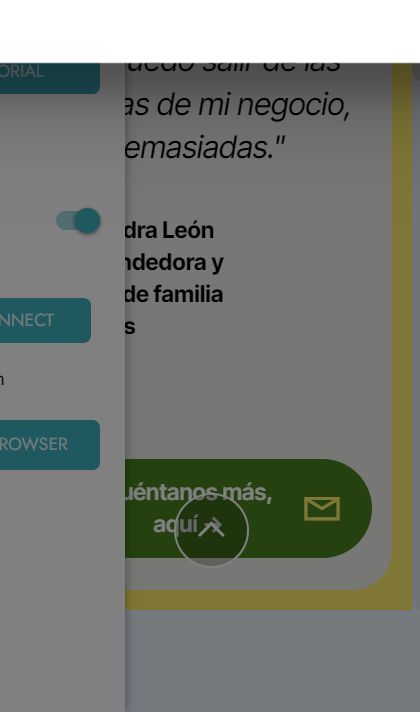 ORIAL
uedo salir de las
as de mi negocio,
emasiadas."
dra León
ndedora y
de familia
s
NNECT
n
ROWSER
uéntanos más,
aquí